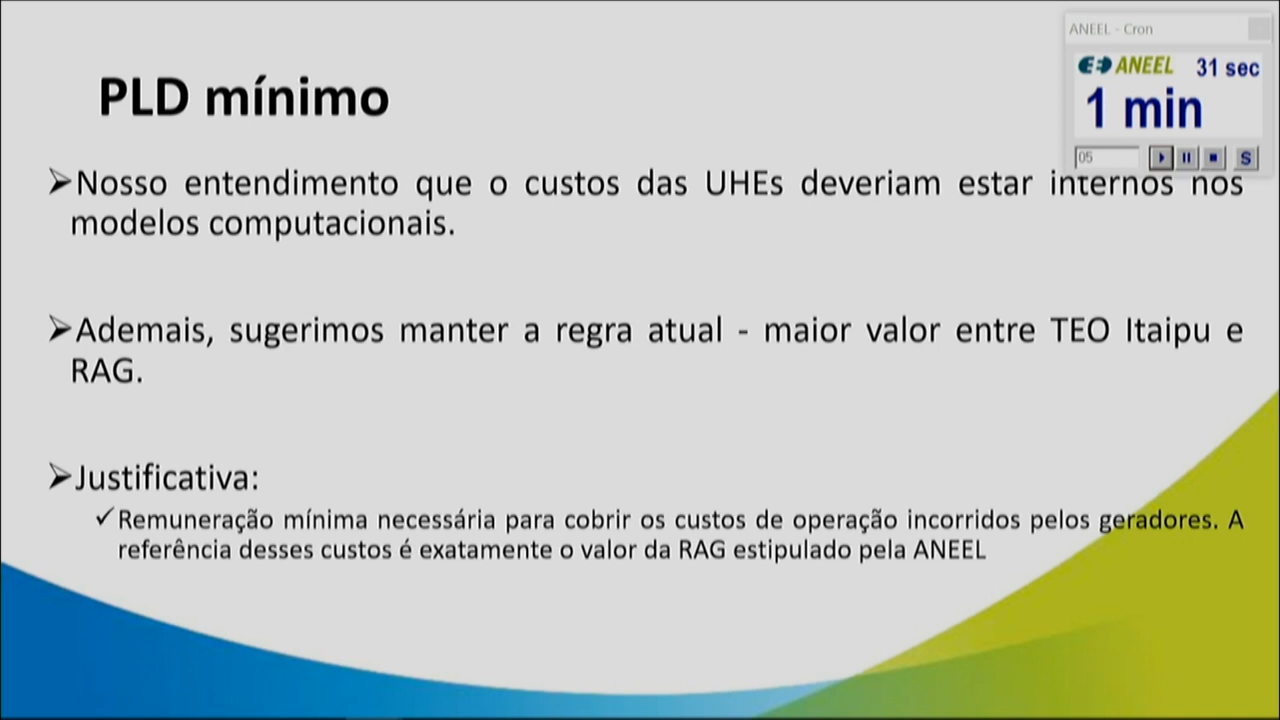 ANEEL - Cron
ANEEL 31 sec
1 min
05
S
PLD mínimo
Nosso entendimento que o custos das UHEs deveriam estar internos nos
modelos computacionais.
Ademais, sugerimos manter a regra atual - maior valor entre TEO Itaipu e
RAG.
Justificativa:
Remuneração mínima necessária para cobrir os custos de operação incorridos pelos geradores. A
referência desses custos é exatamente o valor da RAG estipulado pela ANEEL